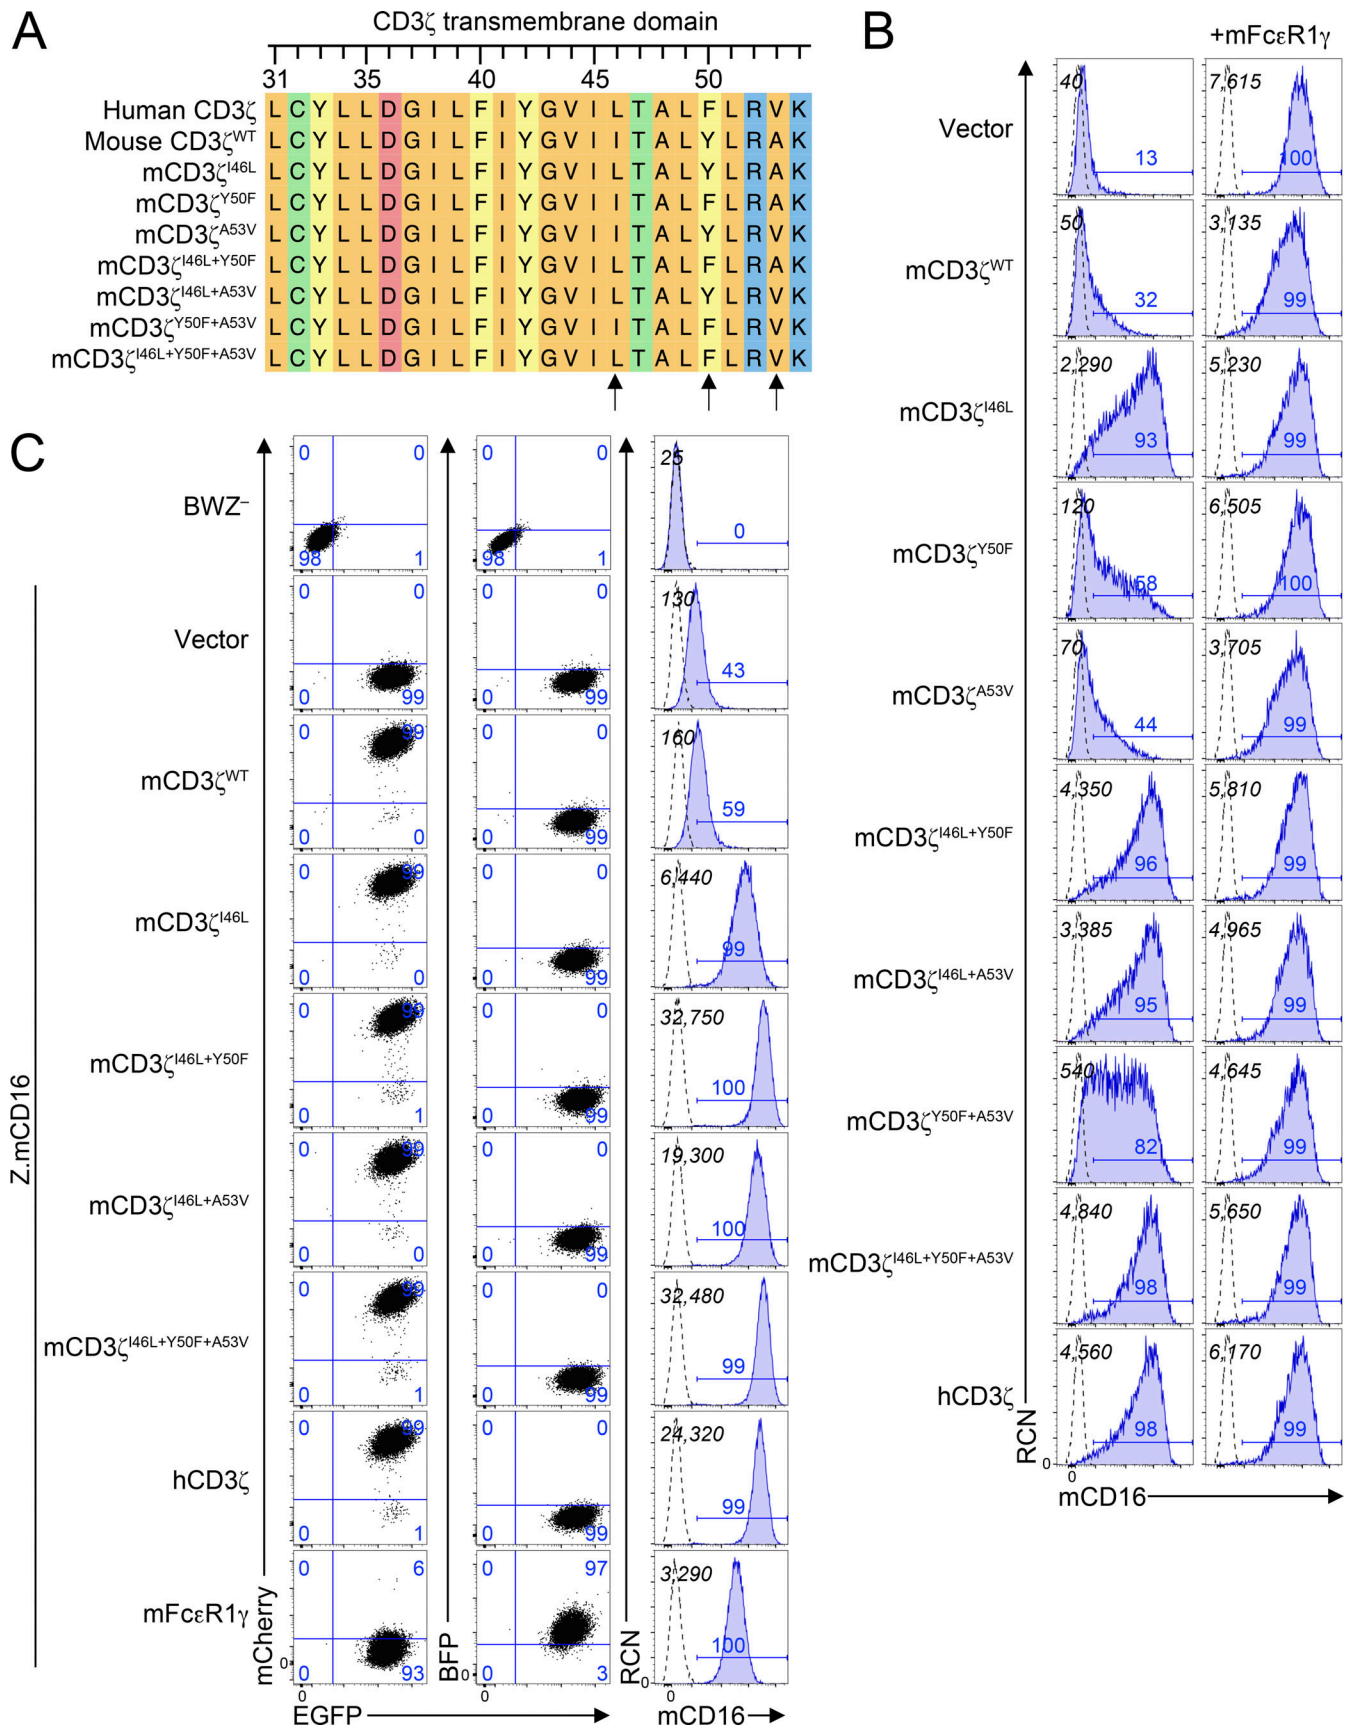 A
CD3ζ transmembrane domain
31 35 40 45 50
Human CD3ζ L C Y L L D G I L F I Y G V I L T A L F L R V K
Mouse CD3ζWT L C Y L L D G I L F I Y G V I I T A L Y L R A K
mCD3ζI46L L C Y L L D G I L F I Y G V I L T A L Y L R A K
mCD3ζY50F L C Y L L D G I L F I Y G V I I T A L F L R A K
mCD3ζA53V L C Y L L D G I L F I Y G V I I T A L Y L R V K
mCD3ζI46L+Y50F L C Y L L D G I L F I Y G V I L T A L F L R A K
mCD3ζI46L+A53V L C Y L L D G I L F I Y G V I L T A L Y L R V K
mCD3ζY50F+A53V L C Y L L D G I L F I Y G V I I T A L F L R V K
mCD3ζI46L+Y50F+A53V L C Y L L D G I L F I Y G V I L T A L F L R V K
B
+mFcεR1γ
Vector 40 13 7,615 100
mCD3ζWT 50 32 3,135 99
mCD3ζI46L 2,290 93 5,230 99
mCD3ζY50F 120 58 6,505 100
mCD3ζA53V 70 44 3,705 99
mCD3ζI46L+Y50F 4,350 96 5,810 99
mCD3ζI46L+A53V 3,385 95 4,965 99
mCD3ζY50F+A53V 540 82 4,645 99
mCD3ζI46L+Y50F+A53V 4,840 98 5,650 99
hCD3ζ 4,560 98 6,170 99
RCN
0
0
mCD16
C
BWZ– 0 0 98 1 0 0 98 1 25 0
Z.mCD16
Vector 0 0 0 99 0 0 0 99 130 43
mCD3ζWT 0 99 0 0 0 0 0 99 160 59
mCD3ζI46L 0 99 0 0 0 0 0 99 6,440 99
mCD3ζI46L+Y50F 0 99 0 1 0 0 0 99 32,750 100
mCD3ζI46L+A53V 0 99 0 0 0 0 0 99 19,300 100
mCD3ζI46L+Y50F+A53V 0 99 0 1 0 0 0 99 32,480 99
hCD3ζ 0 99 0 1 0 0 0 99 24,320 99
mFcεR1γ 0 6 0 93 0 97 0 3 3,290 100
mCherry
0
BFP
0
RCN
0
0 0 0
EGFP
mCD16